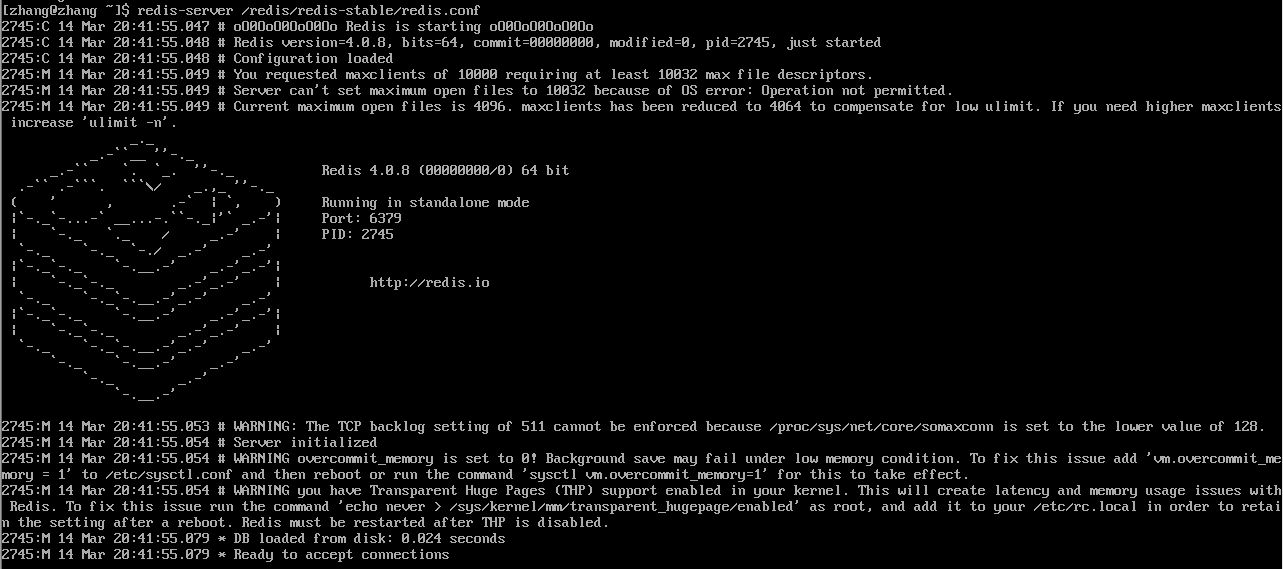 [zhang@zhang ~]$ redis-server /redis/redis-stable/redis.conf
2745:C 14 Mar 20:41:55.047 # oO0OoO0OoO0Oo Redis is starting oO0OoO0OoO0Oo
2745:C 14 Mar 20:41:55.048 # Redis version=4.0.8, bits=64, commit=00000000, modified=0, pid=2745, just started
2745:C 14 Mar 20:41:55.048 # Configuration loaded
2745:M 14 Mar 20:41:55.049 # You requested maxclients of 10000 requiring at least 10032 max file descriptors.
2745:M 14 Mar 20:41:55.049 # Server can't set maximum open files to 10032 because of OS error: Operation not permitted.
2745:M 14 Mar 20:41:55.049 # Current maximum open files is 4096. maxclients has been reduced to 4064 to compensate for low ulimit. If you need higher maxclients
increase 'ulimit -n'.
Redis 4.0.8 (00000000/0) 64 bit
Running in standalone mode
Port: 6379
PID: 2745
http://redis.io
2745:M 14 Mar 20:41:55.053 # WARNING: The TCP backlog setting of 511 cannot be enforced because /proc/sys/net/core/somaxconn is set to the lower value of 128.
2745:M 14 Mar 20:41:55.054 # Server initialized
2745:M 14 Mar 20:41:55.054 # WARNING overcommit_memory is set to 0! Background save may fail under low memory condition. To fix this issue add 'vm.overcommit_me
mory = 1' to /etc/sysctl.conf and then reboot or run the command 'sysctl vm.overcommit_memory=1' for this to take effect.
2745:M 14 Mar 20:41:55.054 # WARNING you have Transparent Huge Pages (THP) support enabled in your kernel. This will create latency and memory usage issues with
Redis. To fix this issue run the command 'echo never > /sys/kernel/mm/transparent_hugepage/enabled' as root, and add it to your /etc/rc.local in order to retai
n the setting after a reboot. Redis must be restarted after THP is disabled.
2745:M 14 Mar 20:41:55.079 * DB loaded from disk: 0.024 seconds
2745:M 14 Mar 20:41:55.079 * Ready to accept connections